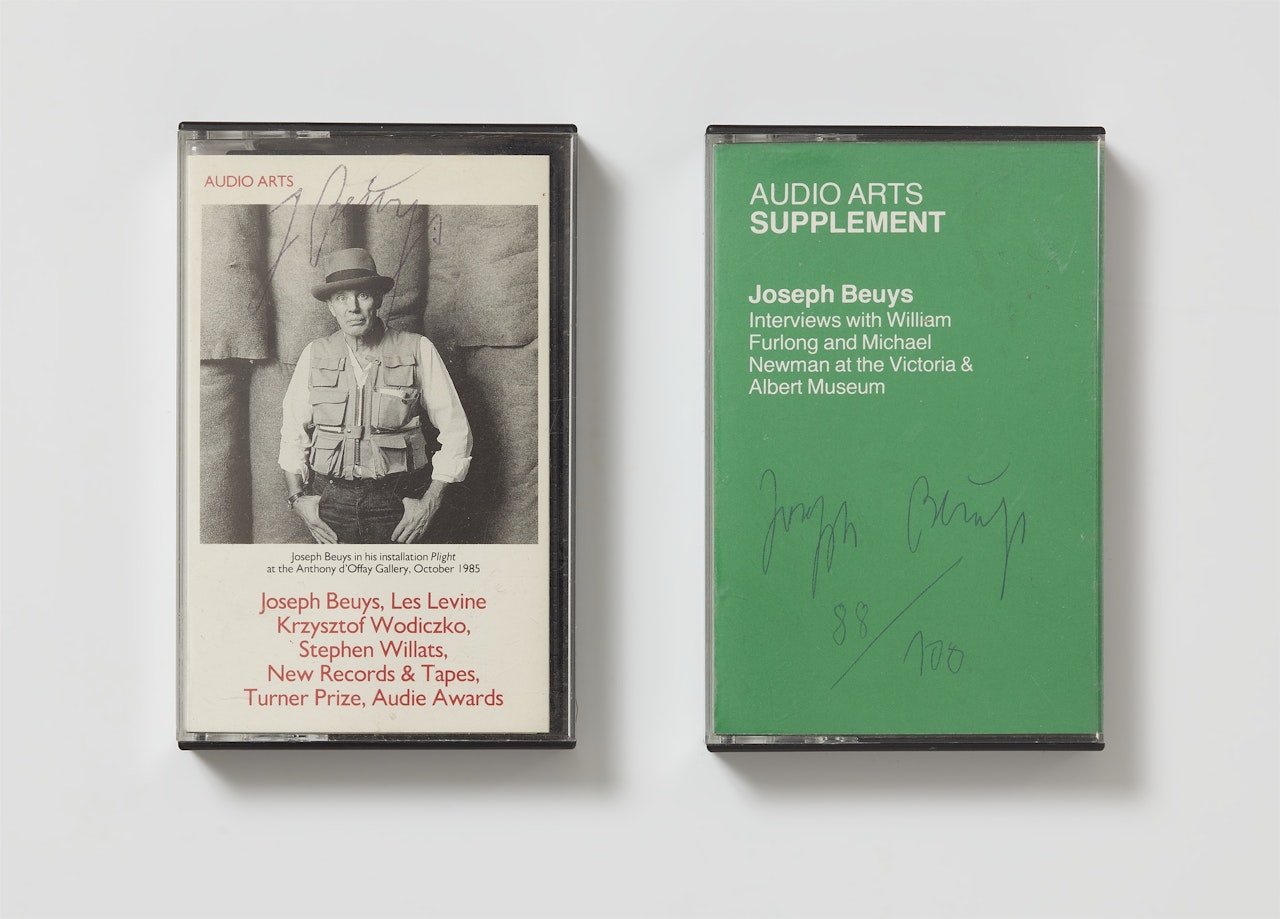 AUDIO ARTS
J Beuys
Joseph Beuys in his installation Plight
at the Anthony d'Offay Gallery, October 1985
Joseph Beuys, Les Levine
Krzysztof Wodiczko,
Stephen Willats,
New Records & Tapes,
Turner Prize, Audie Awards
AUDIO ARTS
SUPPLEMENT
Joseph Beuys
Interviews with William
Furlong and Michael
Newman at the Victoria &
Albert Museum
Joseph Beuys
88/100